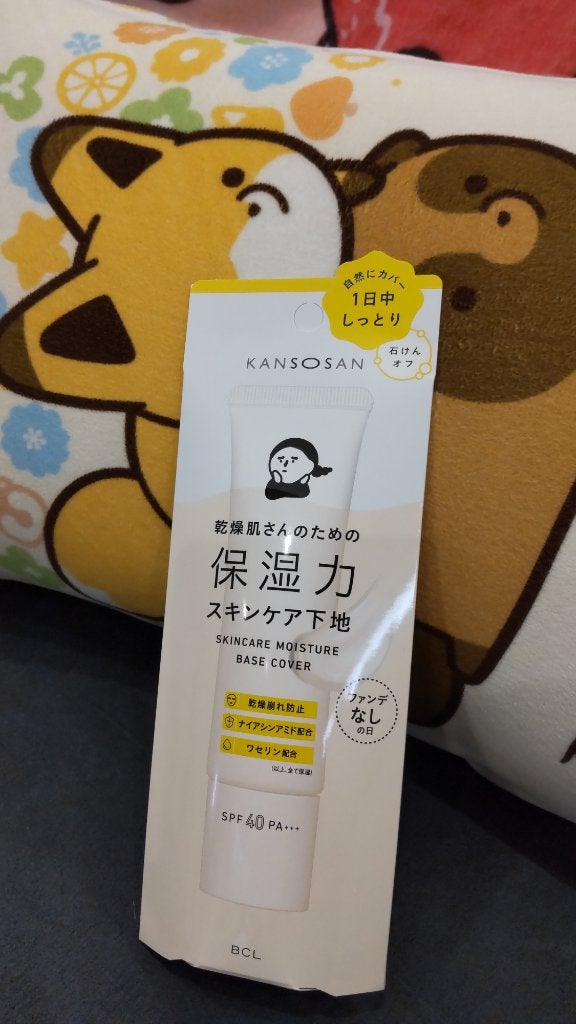 自然にカバー
1日中
しっとり
石けん
オフ
KANSOSAN
乾燥肌さんのための
保湿力
スキンケア下地
SKINCARE MOISTURE
BASE COVER
乾燥崩れ防止
ナイアシンアミド配合
ワセリン配合
(以上、全て保湿)
ファンデ
なし
の日
SPF 40 PA+++
BCL